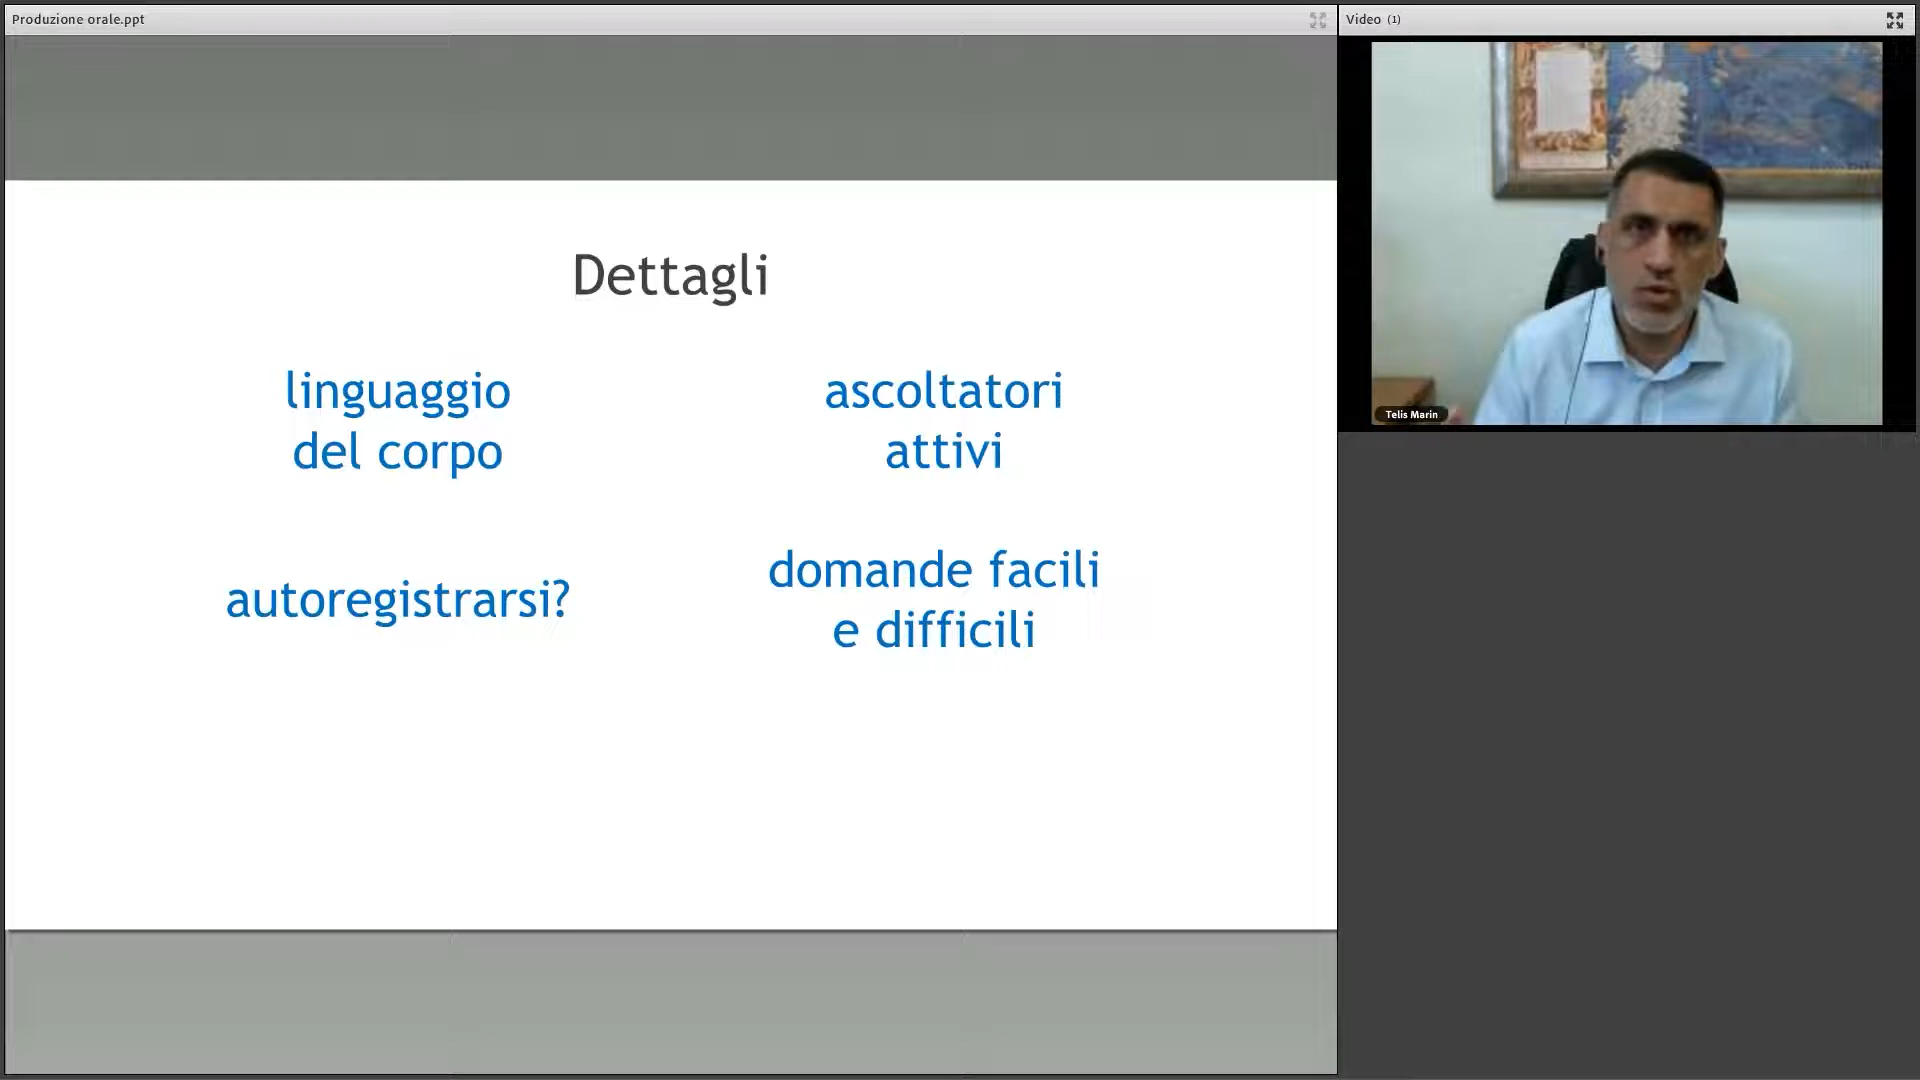 Produzione orale.ppt
Video (1)
Dettagli
linguaggio
del corpo
ascoltatori
attivi
autoregistrarsi?
domande facili
e difficili
Telis Marin